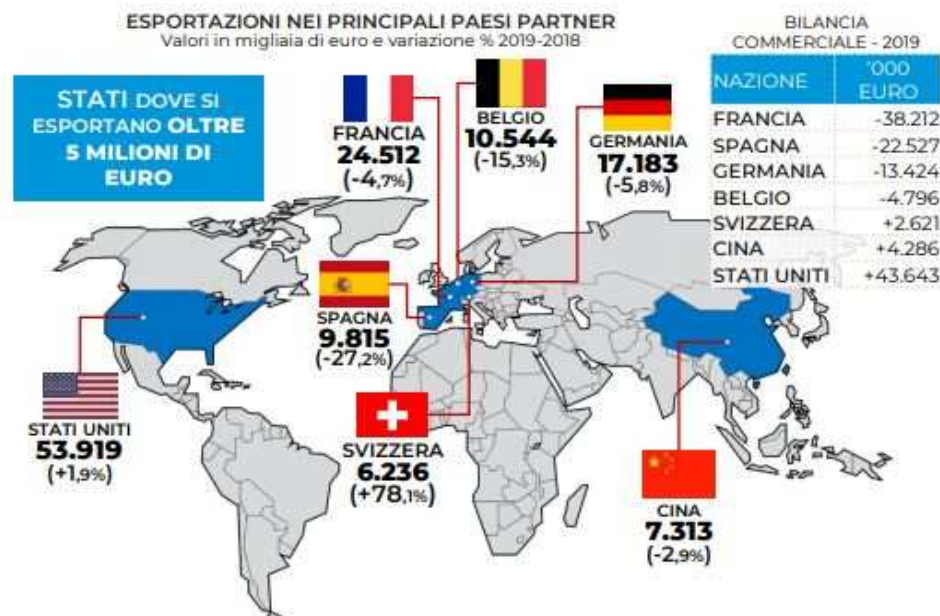 ESPORTAZIONI NEI PRINCIPALI PAESI PARTNER
Valori in migliaia di euro e variazione % 2019-2018
STATI DOVE SI
ESPORTANO OLTRE
5 MILIONI DI
EURO
FRANCIA
24.512
(-4,7%)
BELGIO
10.544
(-15,3%)
GERMANIA
17.183
(-5,8%)
SPAGNA
9.815
(-27,2%)
STATI UNITI
53.919
(+1,9%)
SVIZZERA
6.236
(+78,1%)
CINA
7.313
(-2,9%)
BILANCIA
COMMERCIALE - 2019
NAZIONE '000
EURO
FRANCIA -38.212
SPAGNA -22.527
GERMANIA -13.424
BELGIO -4.796
SVIZZERA +2.621
CINA +4.286
STATI UNITI +43.643